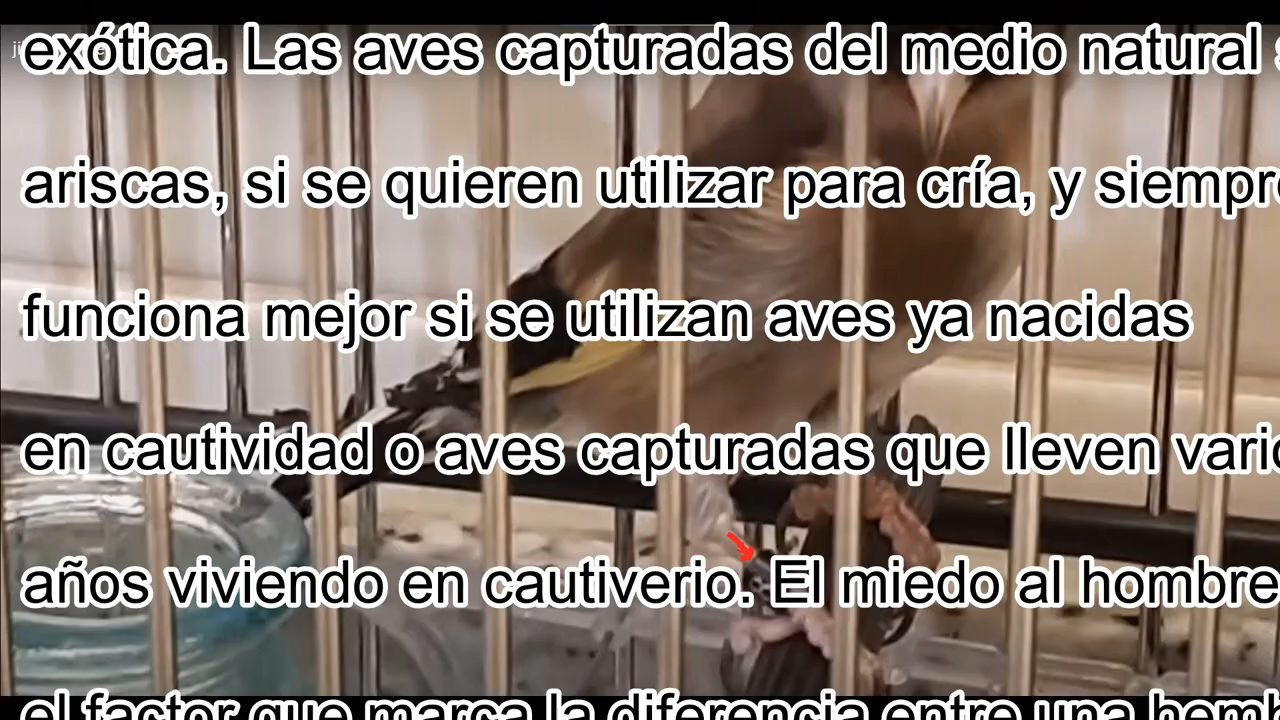 exótica. Las aves capturadas del medio natural
ariscas, si se quieren utilizar para cría, y siempre
funciona mejor si se utilizan aves ya nacidas
en cautividad o aves capturadas que lleven
años viviendo en cautiverio. El miedo al hombre
el factor que marca la diferencia entre una